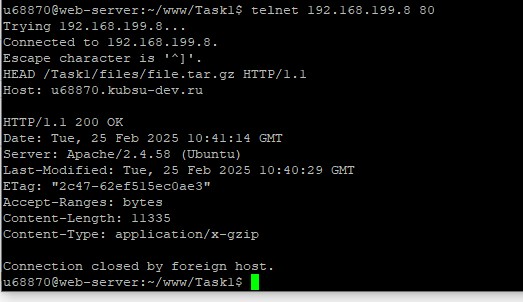 u68870@web-server:~/www/Task1$ telnet 192.168.199.8 80
Trying 192.168.199.8...
Connected to 192.168.199.8.
Escape character is '^]'.
HEAD /Task1/files/file.tar.gz HTTP/1.1
Host: u68870.kubsu-dev.ru

HTTP/1.1 200 OK
Date: Tue, 25 Feb 2025 10:41:14 GMT
Server: Apache/2.4.58 (Ubuntu)
Last-Modified: Tue, 25 Feb 2025 10:40:29 GMT
ETag: "2c47-62ef515ec0ae3"
Accept-Ranges: bytes
Content-Length: 11335
Content-Type: application/x-gzip

Connection closed by foreign host.
u68870@web-server:~/www/Task1$